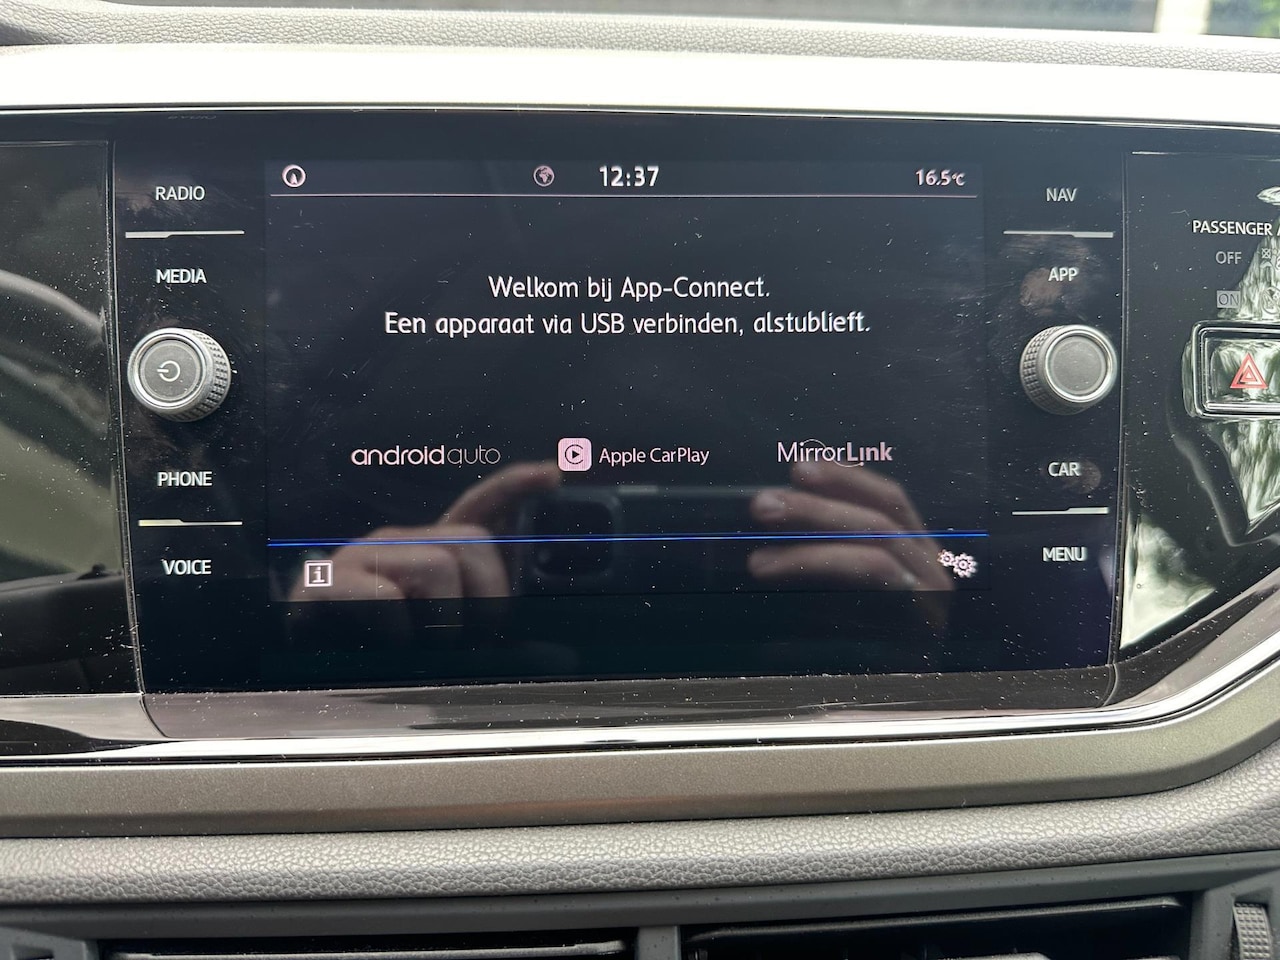 12:37
16.5°C
RADIO
NAV
PASSENGER
OFF
ON
MEDIA
APP
Welkom bij App-Connect.
Een apparaat via USB verbinden, alstublieft.
androidauto
Apple CarPlay
MirrorLink
PHONE
CAR
VOICE
MENU
i